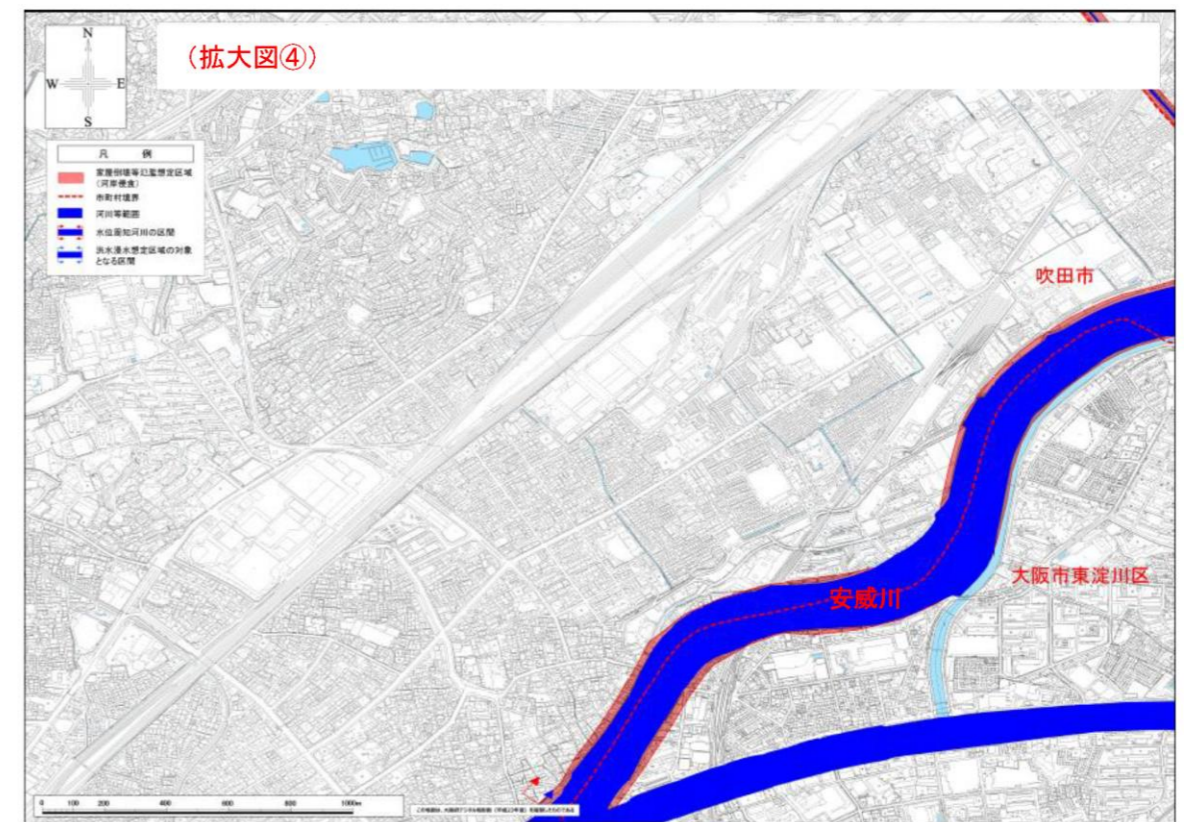 (拡大図④)
N
W E
S
凡 例
家屋倒壊等氾濫想定区域
(河岸侵食)
市町村境界
河川等範囲
水位周知河川の区間
洪水浸水想定区域の対象
となる区間
吹田市
大阪市東淀川区
安威川
0 100 200 400 600 800 1000m